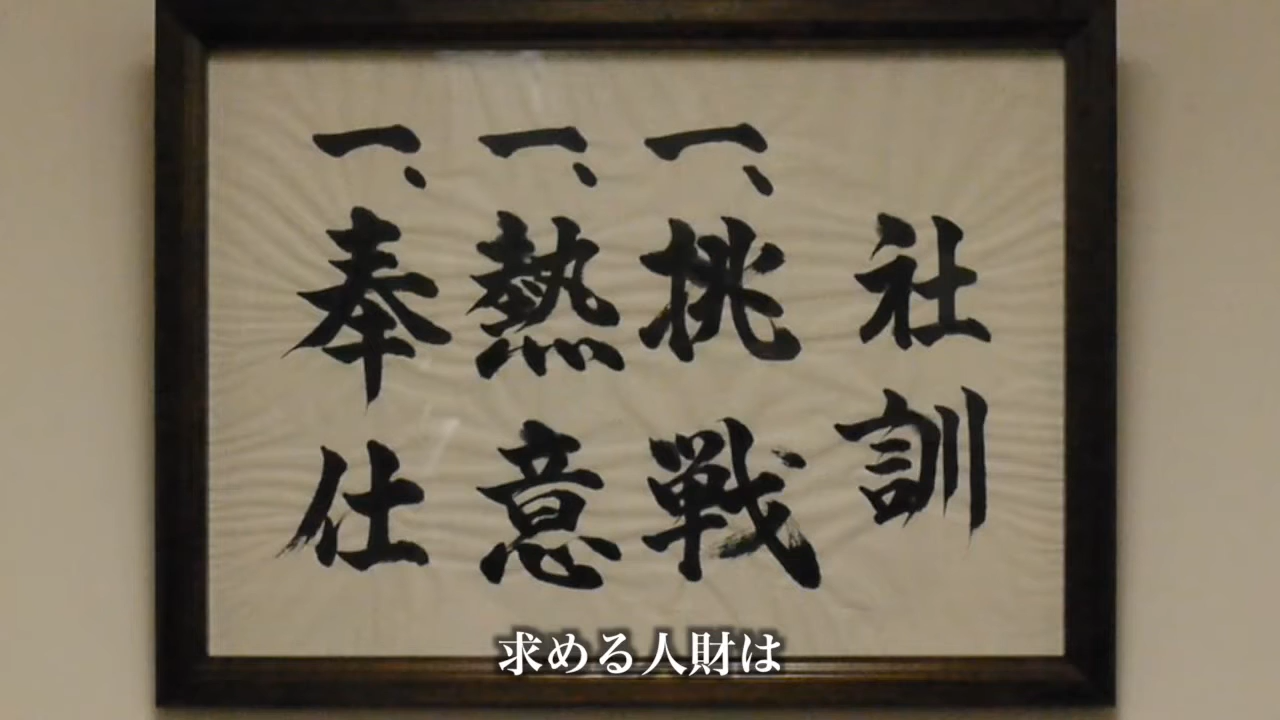 社訓
一、挑戦
一、熱意
一、奉仕
求める人財は